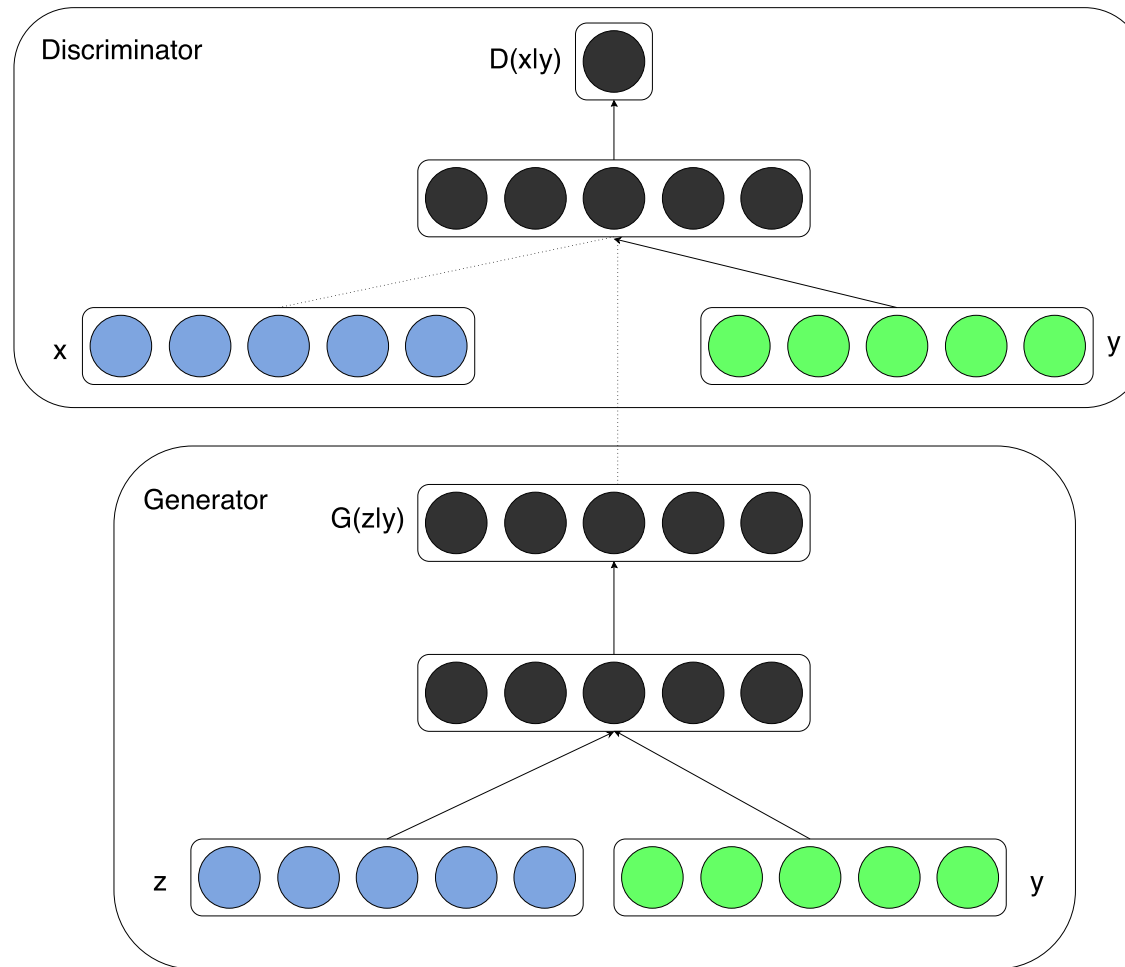 Discriminator
D(x|y)
x
y
Generator
G(z|y)
z
y